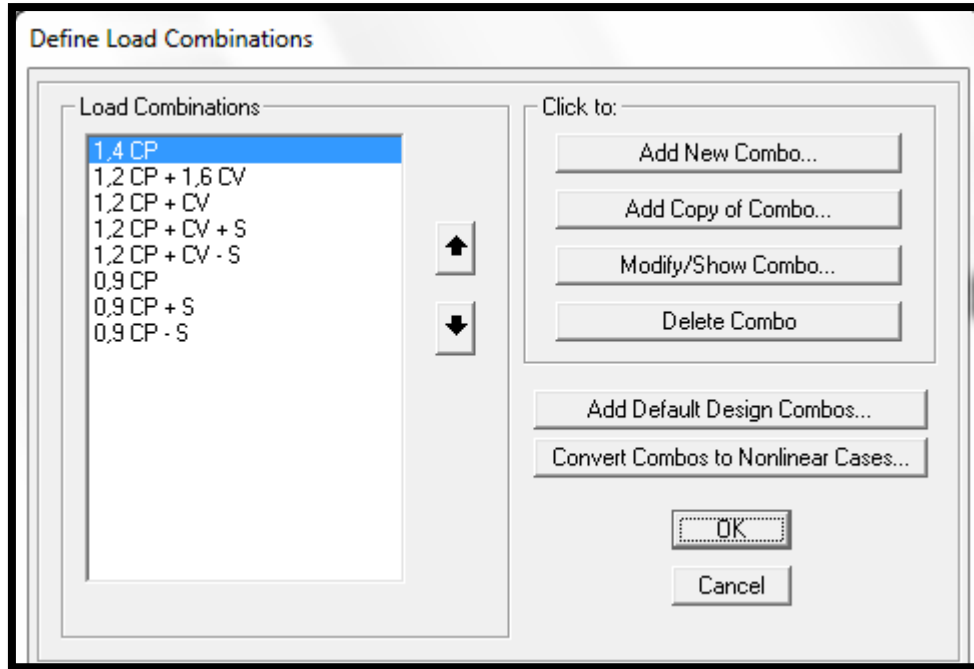 Define Load Combinations
Load Combinations
1,4 CP
1,2 CP + 1,6 CV
1,2 CP + CV
1,2 CP + CV + S
1,2 CP + CV - S
0,9 CP
0,9 CP + S
0,9 CP - S
Click to:
Add New Combo...
Add Copy of Combo...
Modify/Show Combo...
Delete Combo
Add Default Design Combos...
Convert Combos to Nonlinear Cases...
OK
Cancel